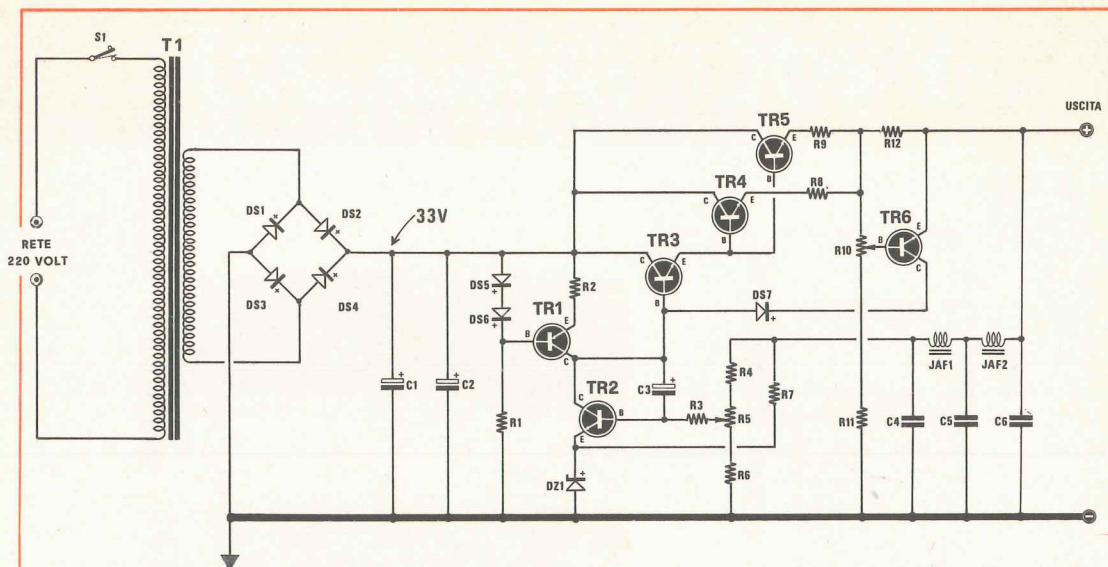 S1
T1
RETE
220 VOLT
DS1
DS2
DS3
DS4
33V
C1
C2
DS5
DS6
R1
R2
TR1
B
E
C
TR2
C
B
E
DZ1
C3
R3
TR3
C
E
B
TR4
C
E
B
TR5
C
E
B
R9
R12
R8
R10
TR6
B
E
C
DS7
R4
R5
R6
R7
R11
JAF1
JAF2
C4
C5
C6
USCITA
+
-